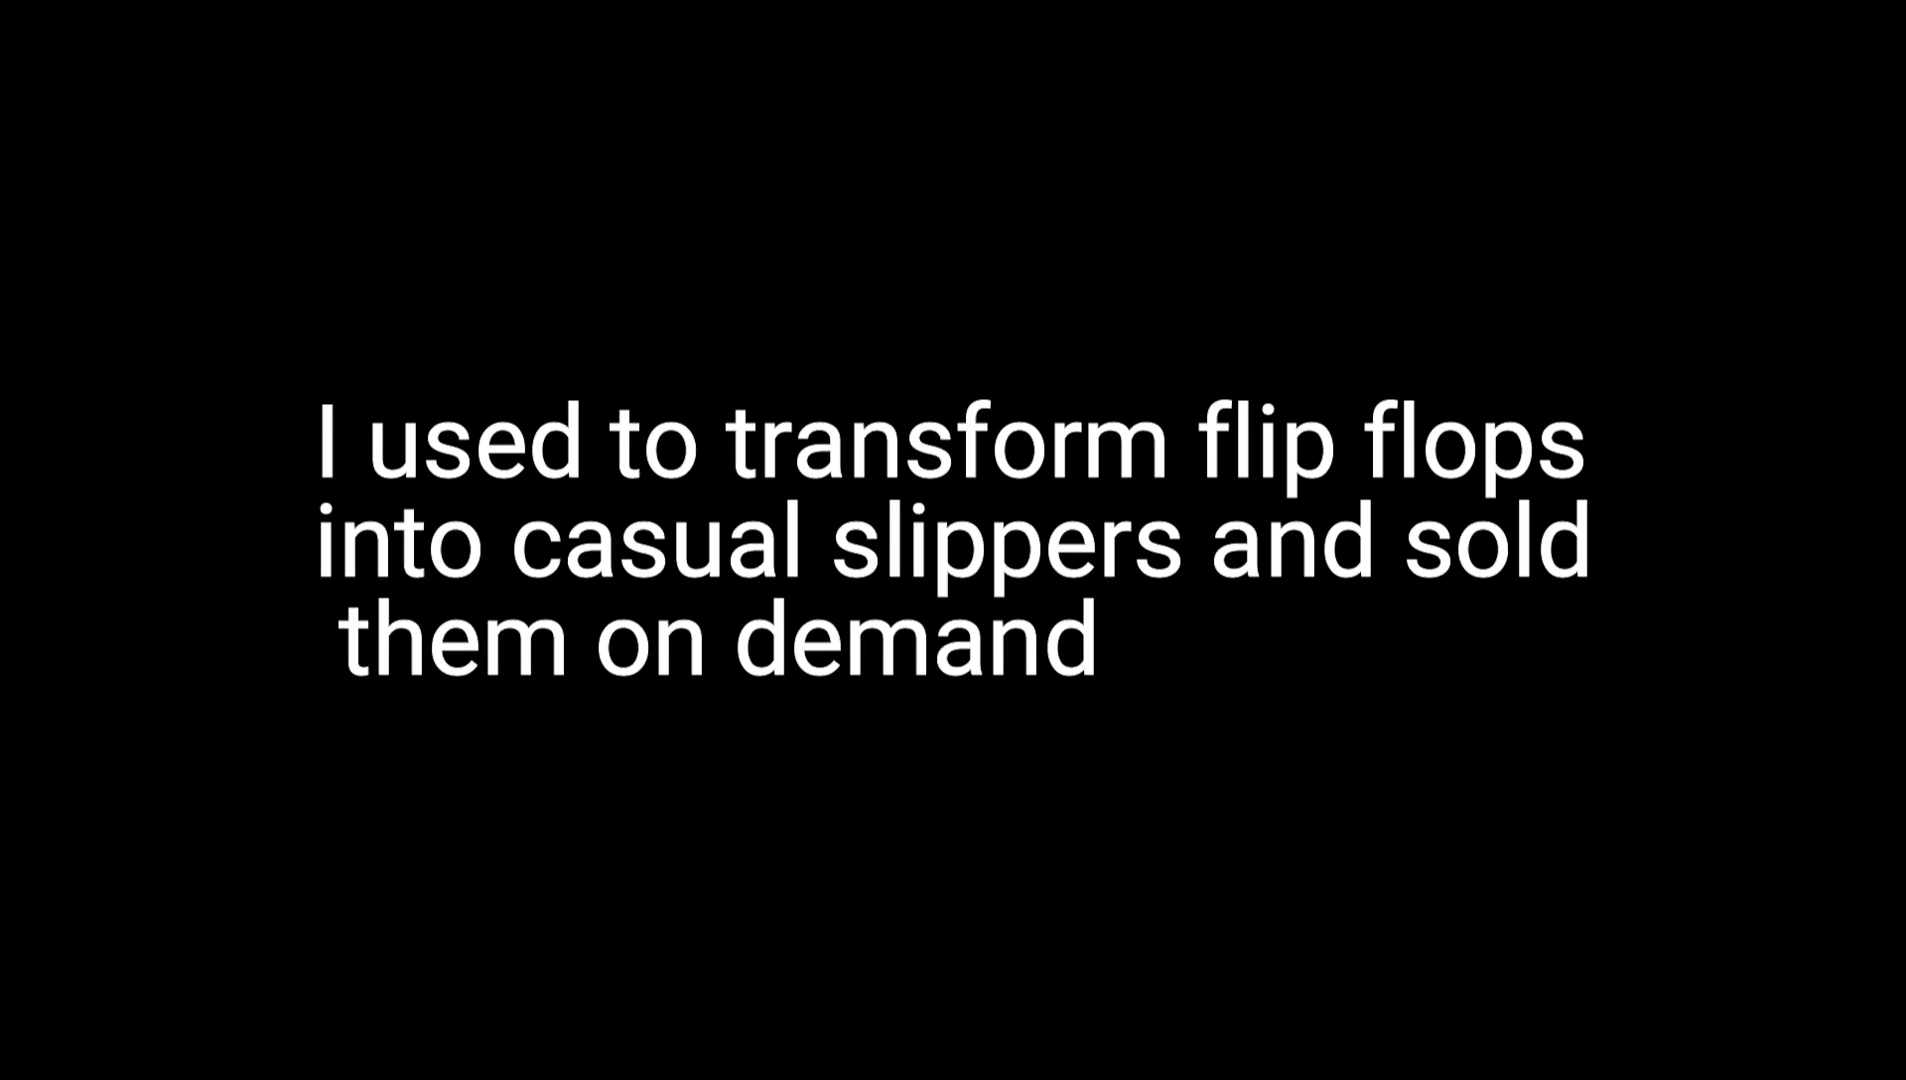 I used to transform flip flops
into casual slippers and sold
them on demand